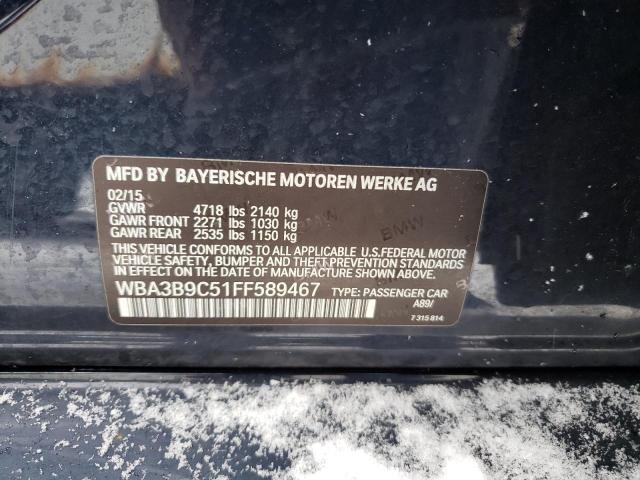 MFD BY BAYERISCHE MOTOREN WERKE AG
02/15
GVWR 4718 lbs 2140 kg
GAWR FRONT 2271 lbs 1030 kg
GAWR REAR 2535 lbs 1150 kg
THIS VEHICLE CONFORMS TO ALL APPLICABLE U.S. FEDERAL MOTOR
VEHICLE SAFETY, BUMPER, AND THEFT PREVENTION STANDARDS
IN EFFECT ON THE DATE OF MANUFACTURE SHOWN ABOVE.
WBA3B9C51FF589467 TYPE: PASSENGER CAR
A89/
7 315 814
BMW